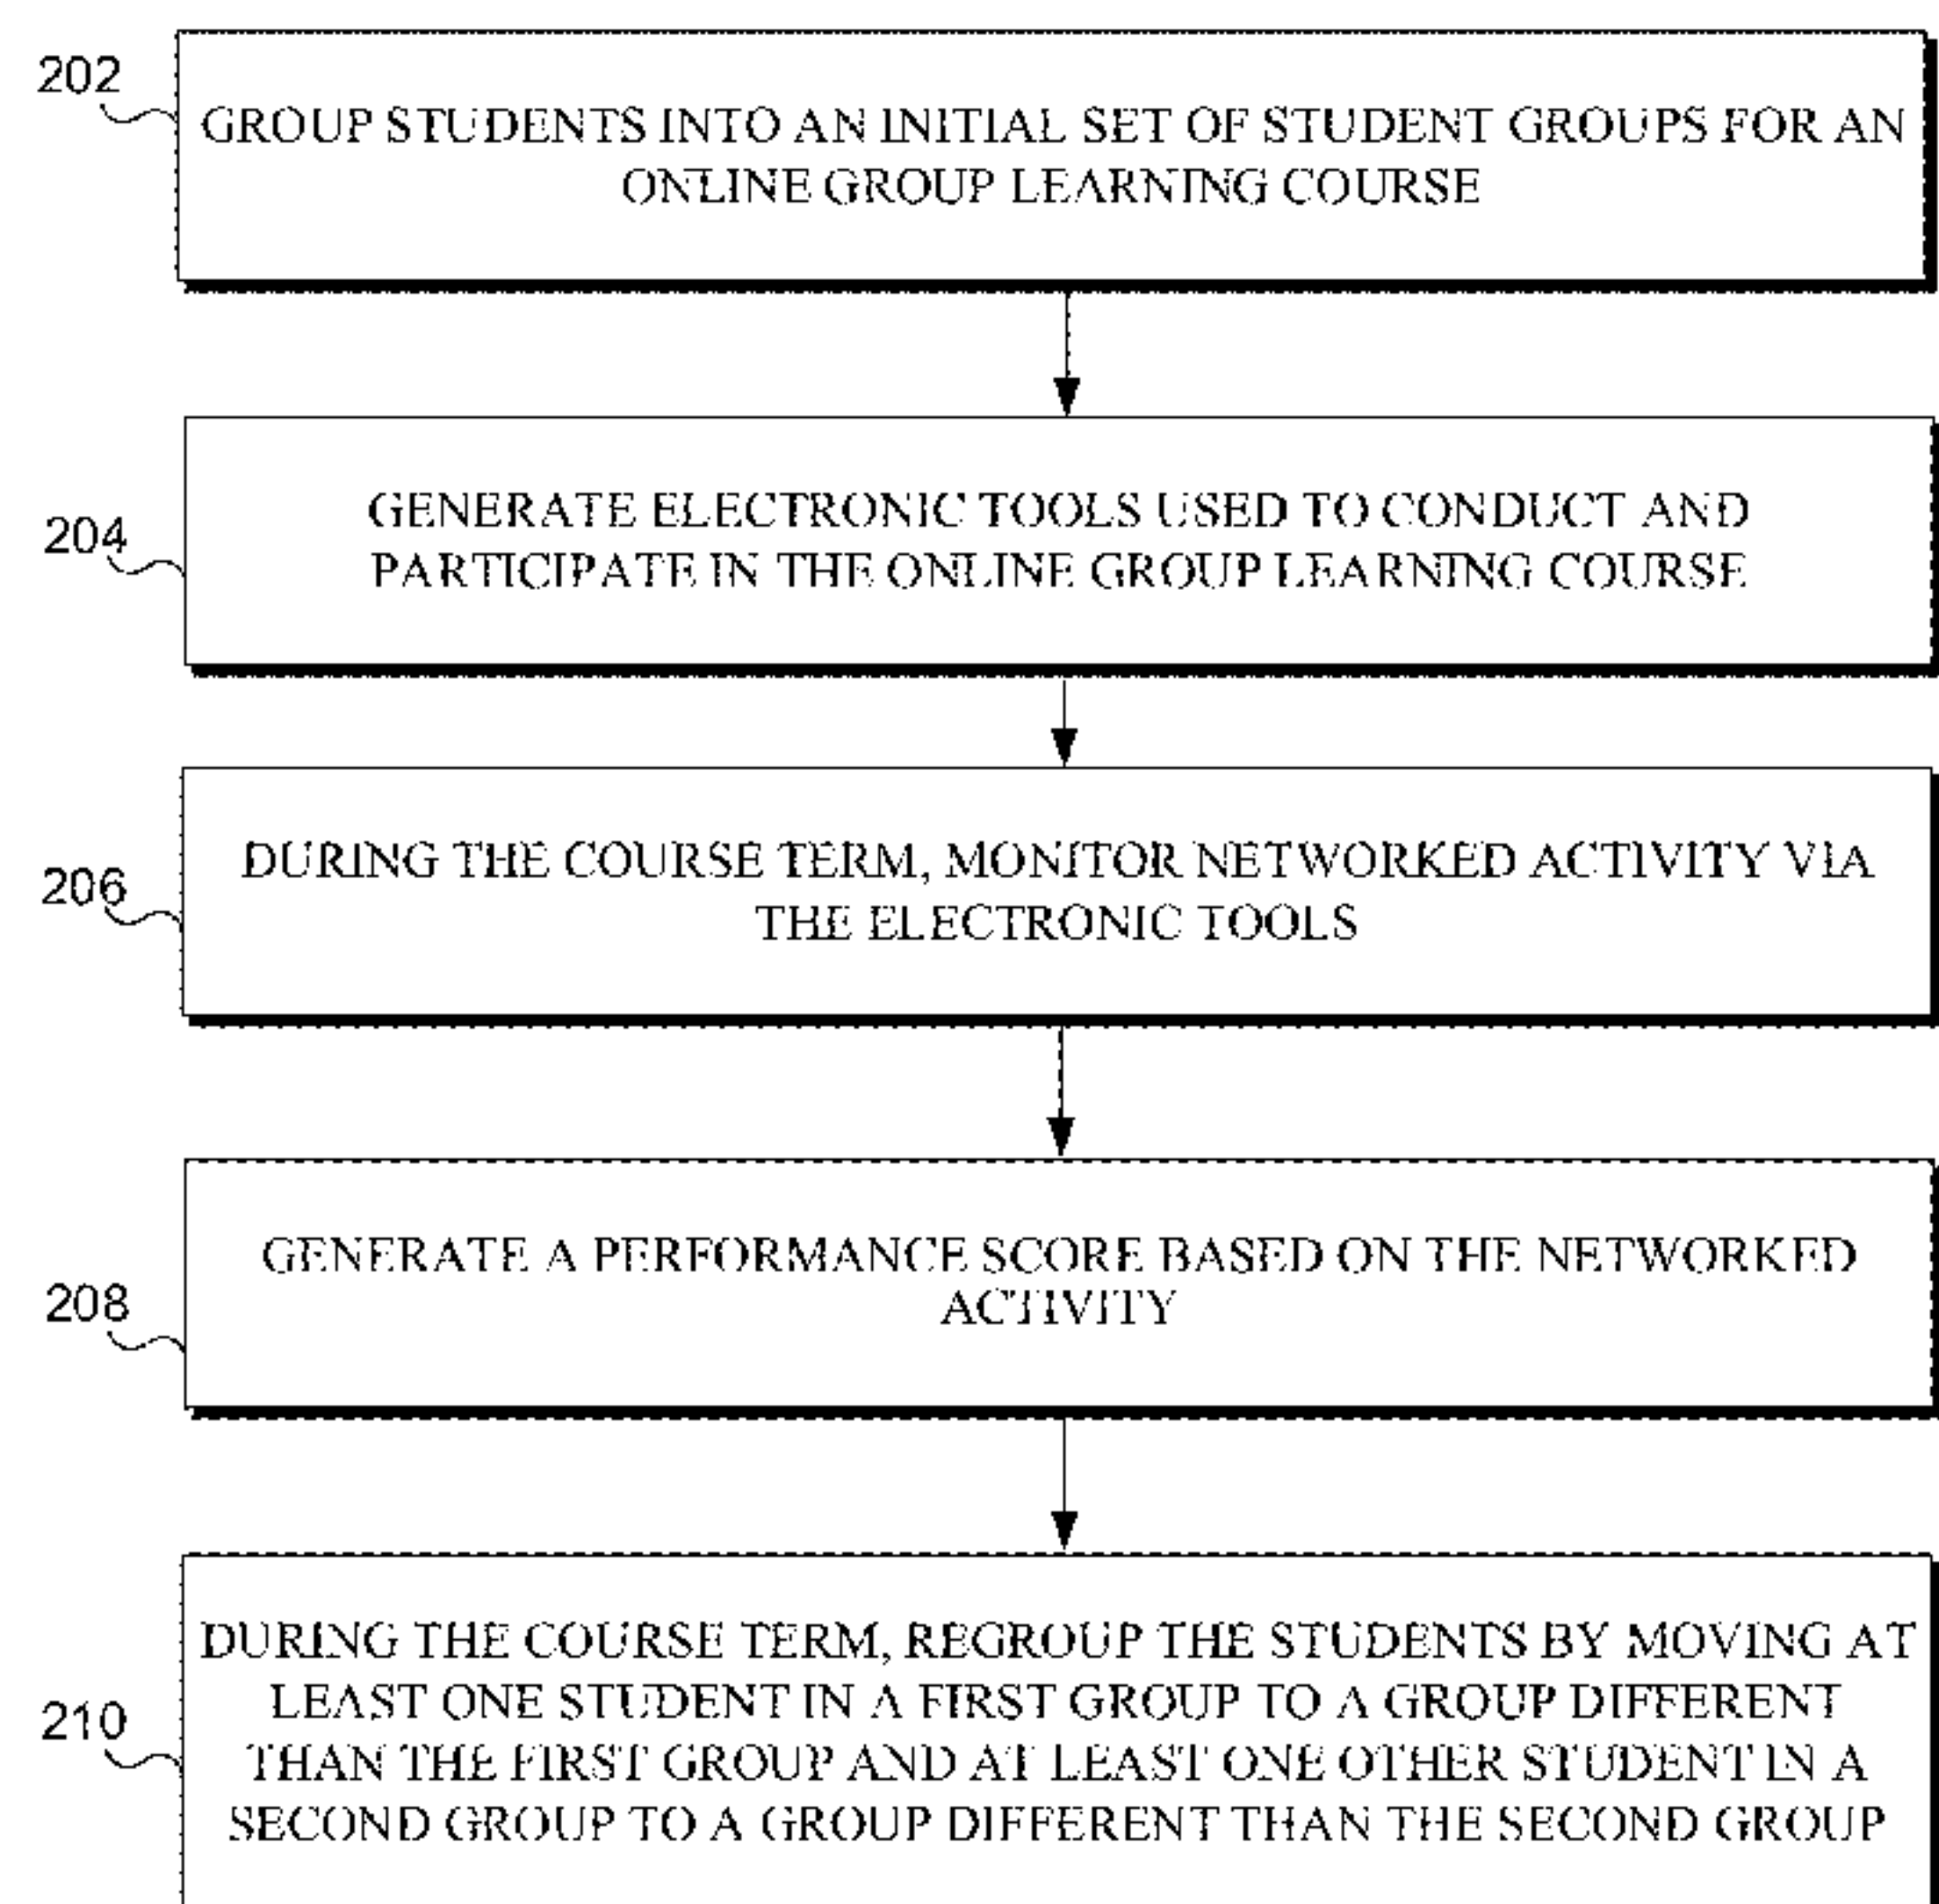 202
GROUP STUDENTS INTO AN INITIAL SET OF STUDENT GROUPS FOR AN
ONLINE GROUP LEARNING COURSE
204
GENERATE ELECTRONIC TOOLS USED TO CONDUCT AND
PARTICIPATE IN THE ONLINE GROUP LEARNING COURSE
206
DURING THE COURSE TERM, MONITOR NETWORKED ACTIVITY VIA
THE ELECTRONIC TOOLS
208
GENERATE A PERFORMANCE SCORE BASED ON THE NETWORKED
ACTIVITY
210
DURING THE COURSE TERM, REGROUP THE STUDENTS BY MOVING AT
LEAST ONE STUDENT IN A FIRST GROUP TO A GROUP DIFFERENT
THAN THE FIRST GROUP AND AT LEAST ONE OTHER STUDENT IN A
SECOND GROUP TO A GROUP DIFFERENT THAN THE SECOND GROUP